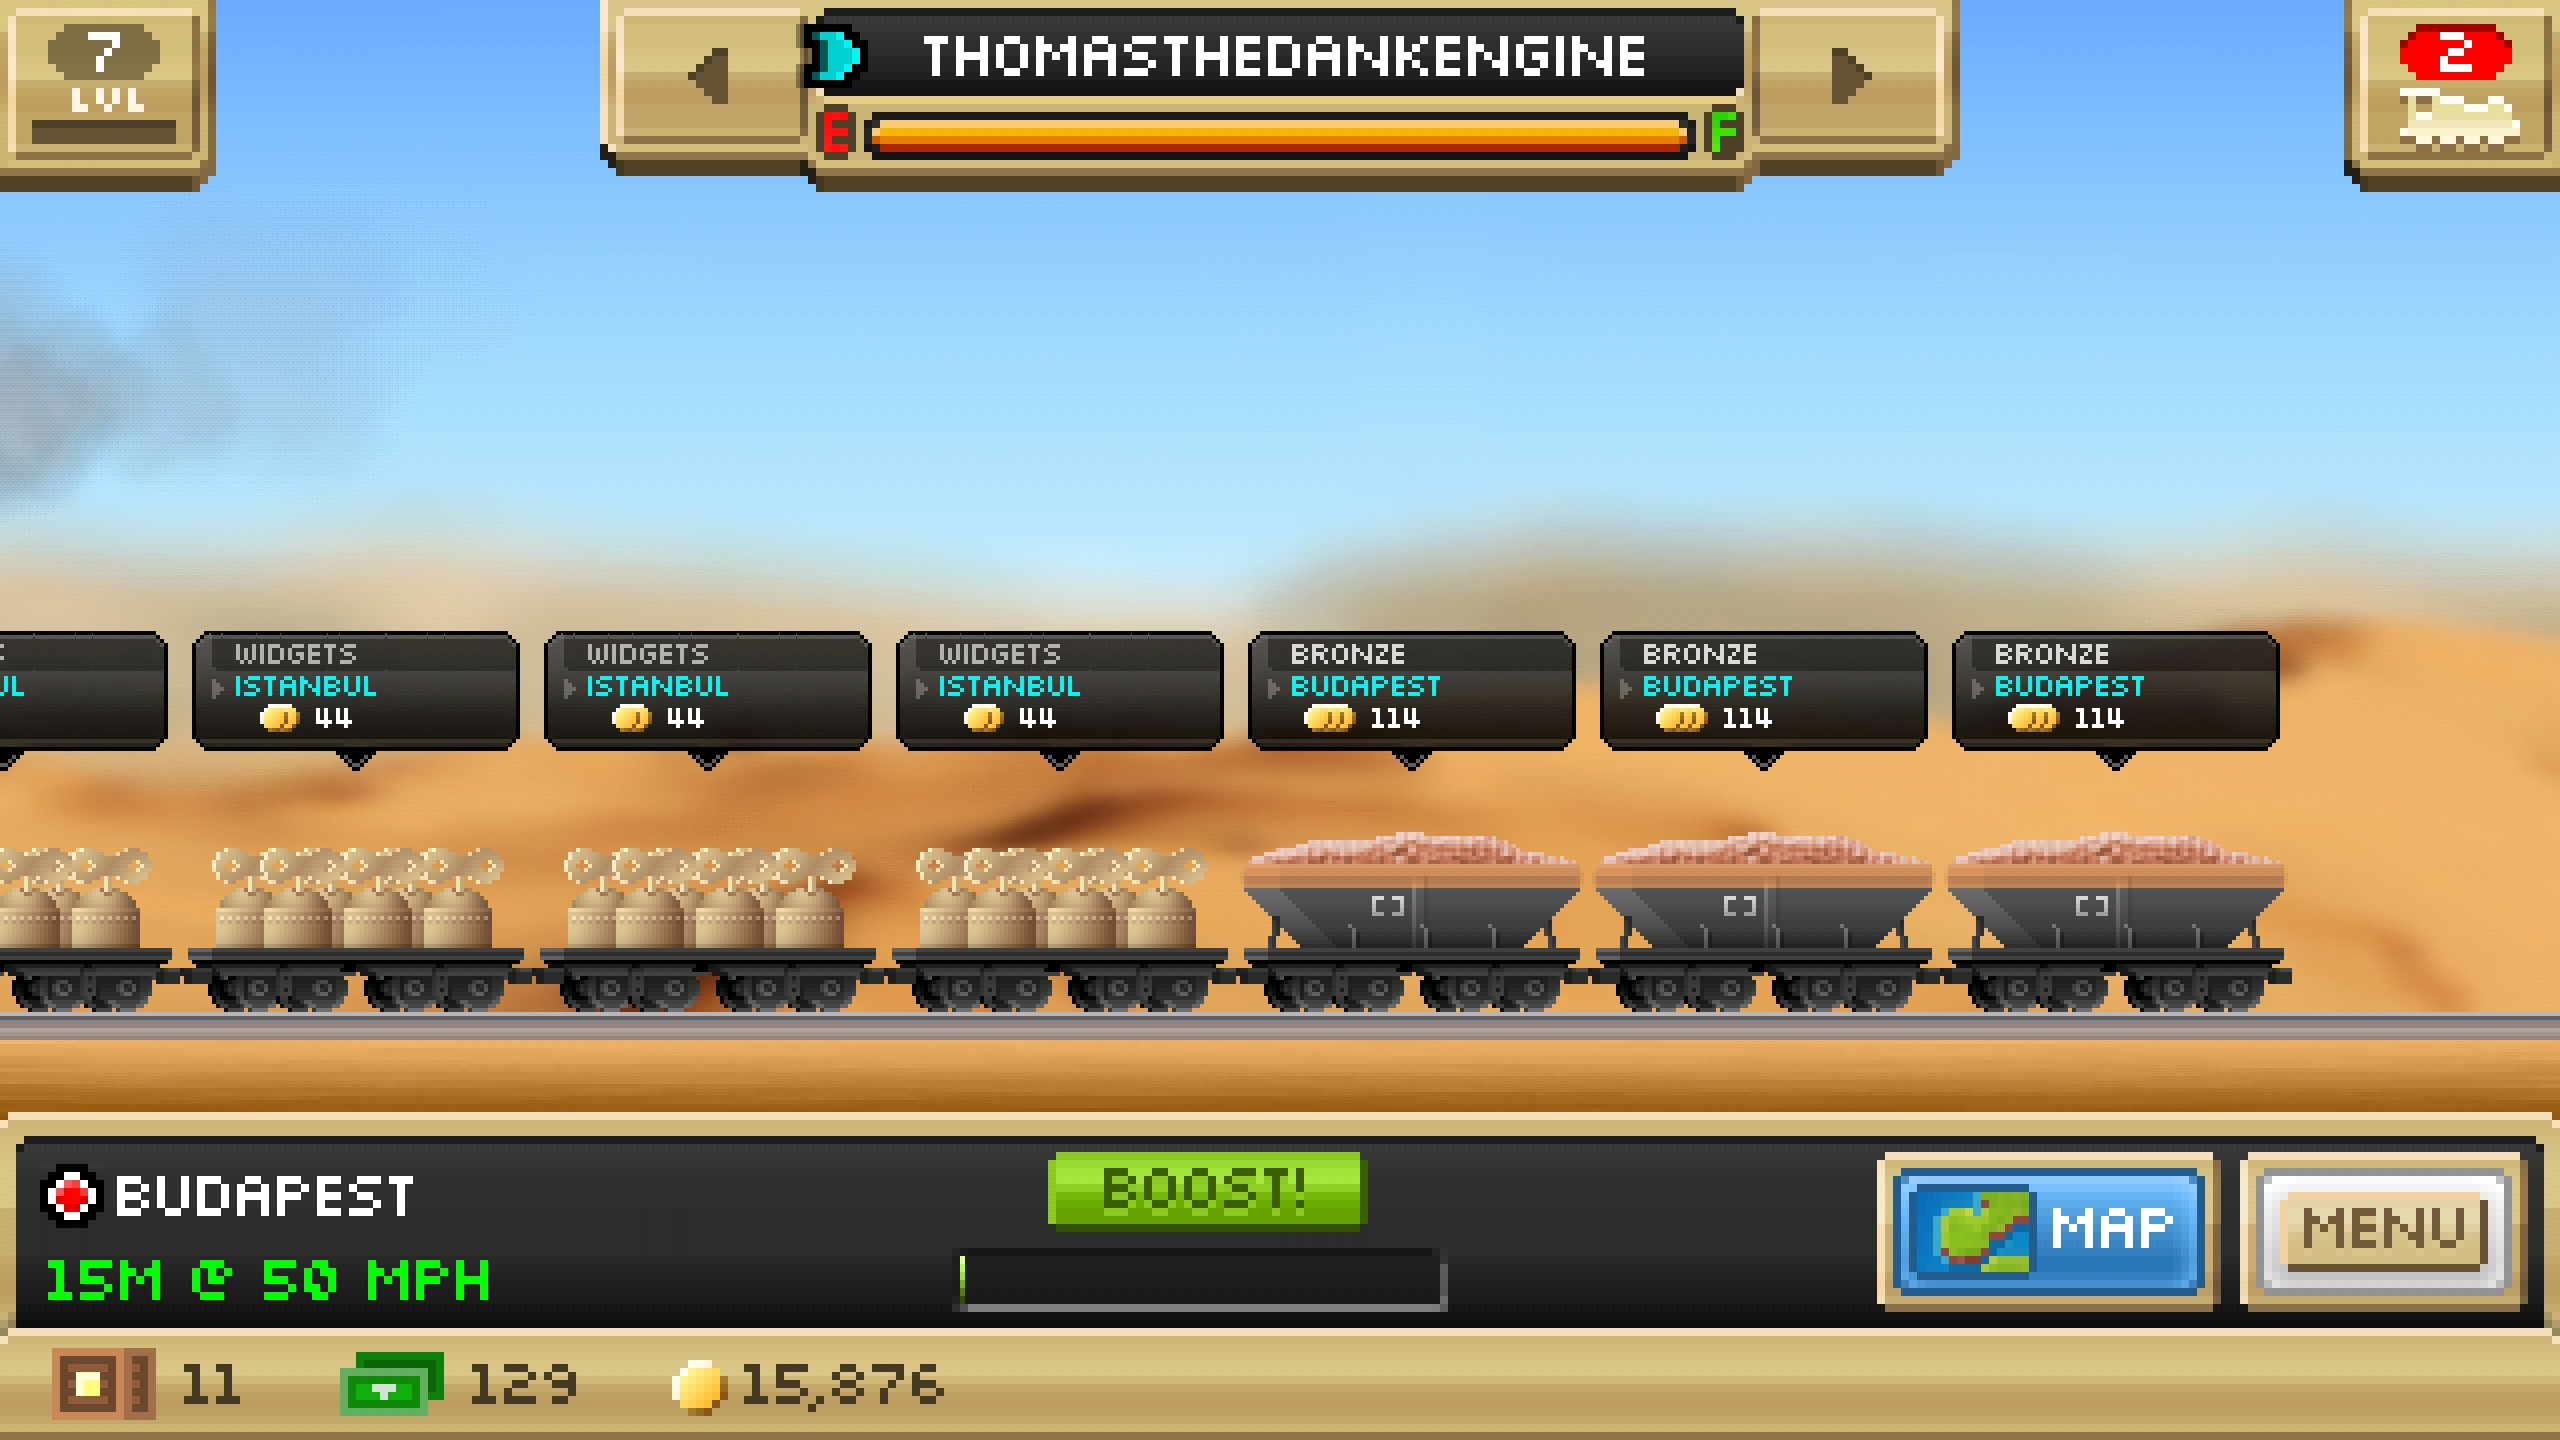 7
LVL
THOMASTHEDANKENGINE
E F
2
UL
WIDGETS
ISTANBUL
44
WIDGETS
ISTANBUL
44
WIDGETS
ISTANBUL
44
BRONZE
BUDAPEST
114
BRONZE
BUDAPEST
114
BRONZE
BUDAPEST
114
BUDAPEST
15M @ 50 MPH
BOOST!
MAP
MENU
11
129
15,876